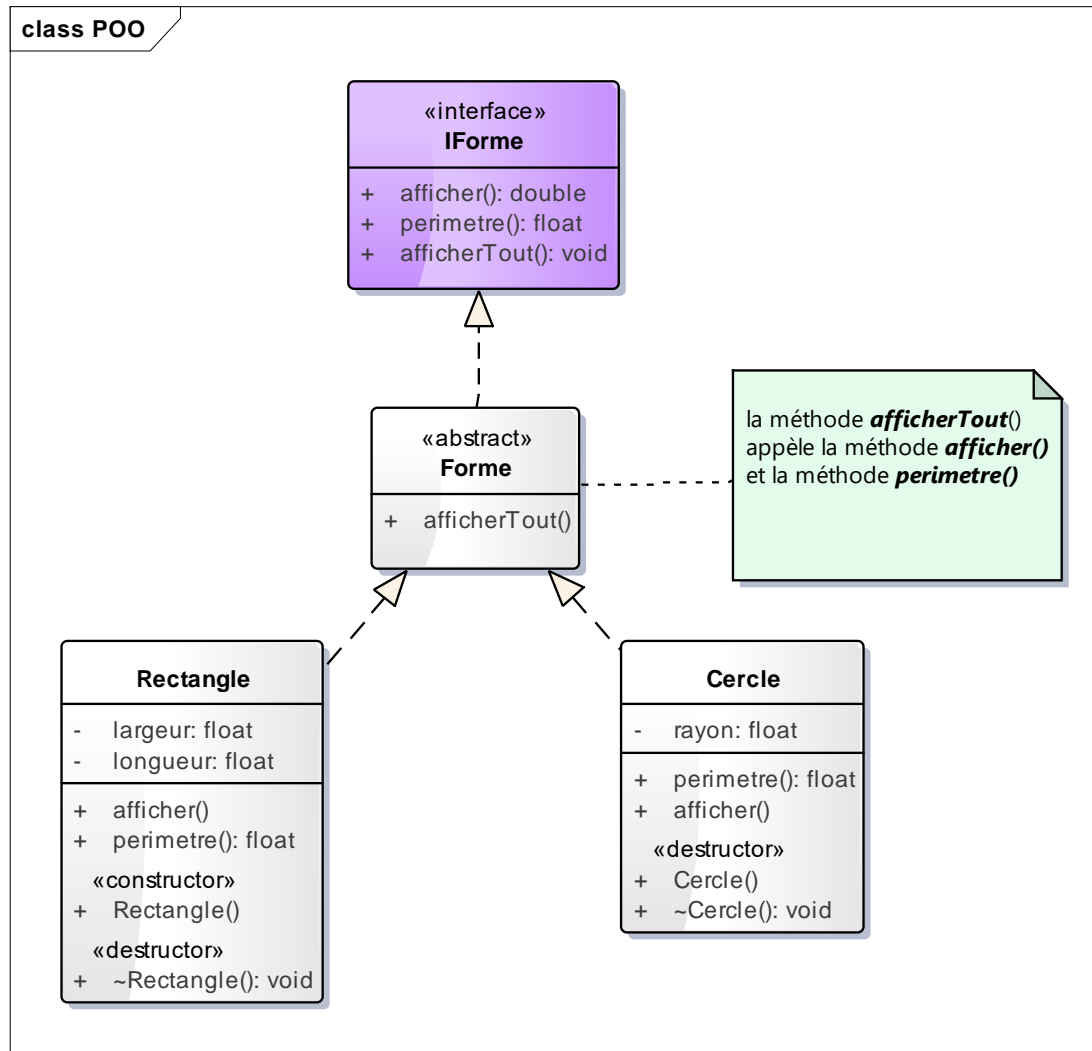 class POO
«interface»
IForme
+ afficher(): double
+ perimetre(): float
+ afficherTout(): void
«abstract»
Forme
+ afficherTout()
la méthode afficherTout()
appèle la méthode afficher()
et la méthode perimetre()
Rectangle
- largeur: float
- longueur: float
+ afficher()
+ perimetre(): float
«constructor»
+ Rectangle()
«destructor»
+ ~Rectangle(): void
Cercle
- rayon: float
+ perimetre(): float
+ afficher()
«destructor»
+ Cercle()
+ ~Cercle(): void